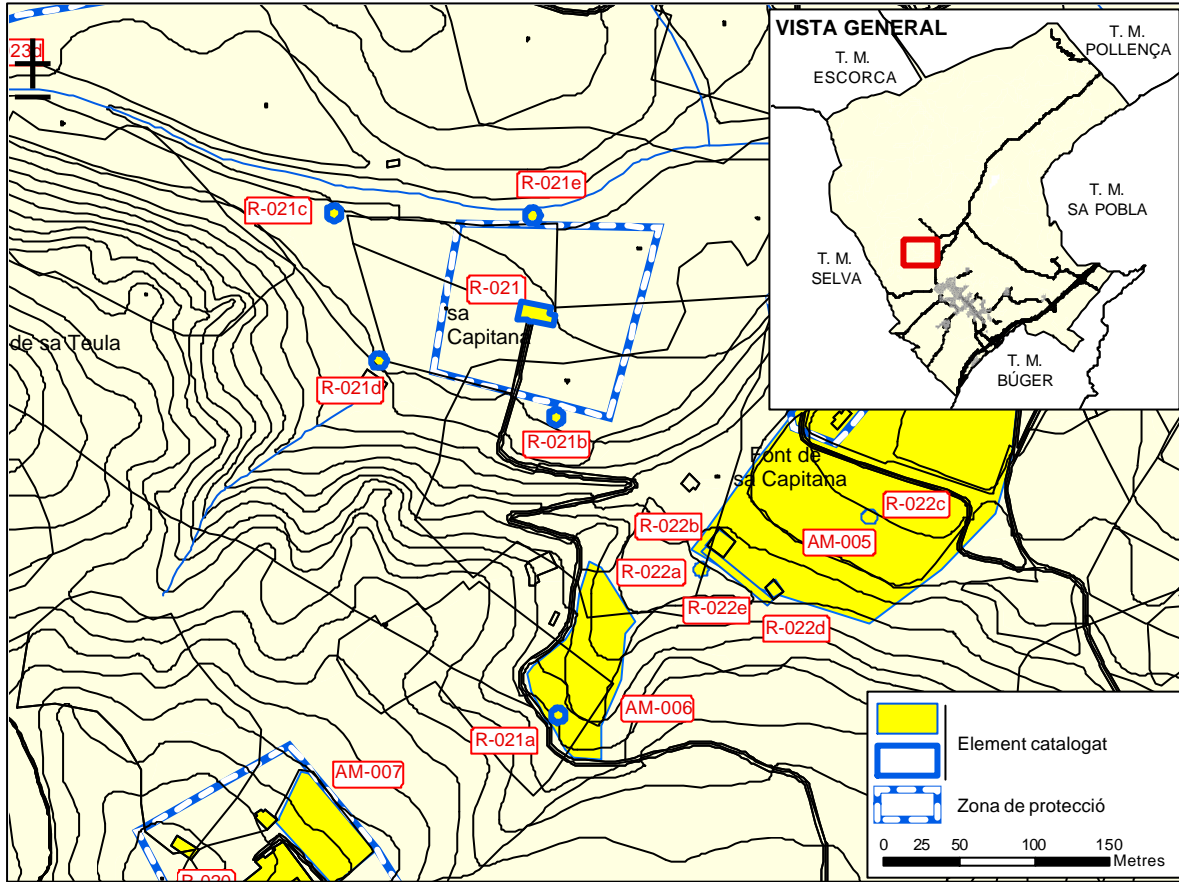 VISTA GENERAL
T. M.
POLLENÇA
T. M.
ESCORCA
T. M.
SA POBLA
T. M.
SELVA
T. M.
BÚGER
23d
R-021e
R-021c
R-021
sa
Capitana
de sa Teula
R-021d
R-021b
Font de
sa Capitana
R-022c
R-022b
AM-005
R-022a
R-022e
R-022d
AM-006
R-021a
AM-007
R-020
Element catalogat
Zona de protecció
0 25 50 100 150
Metres